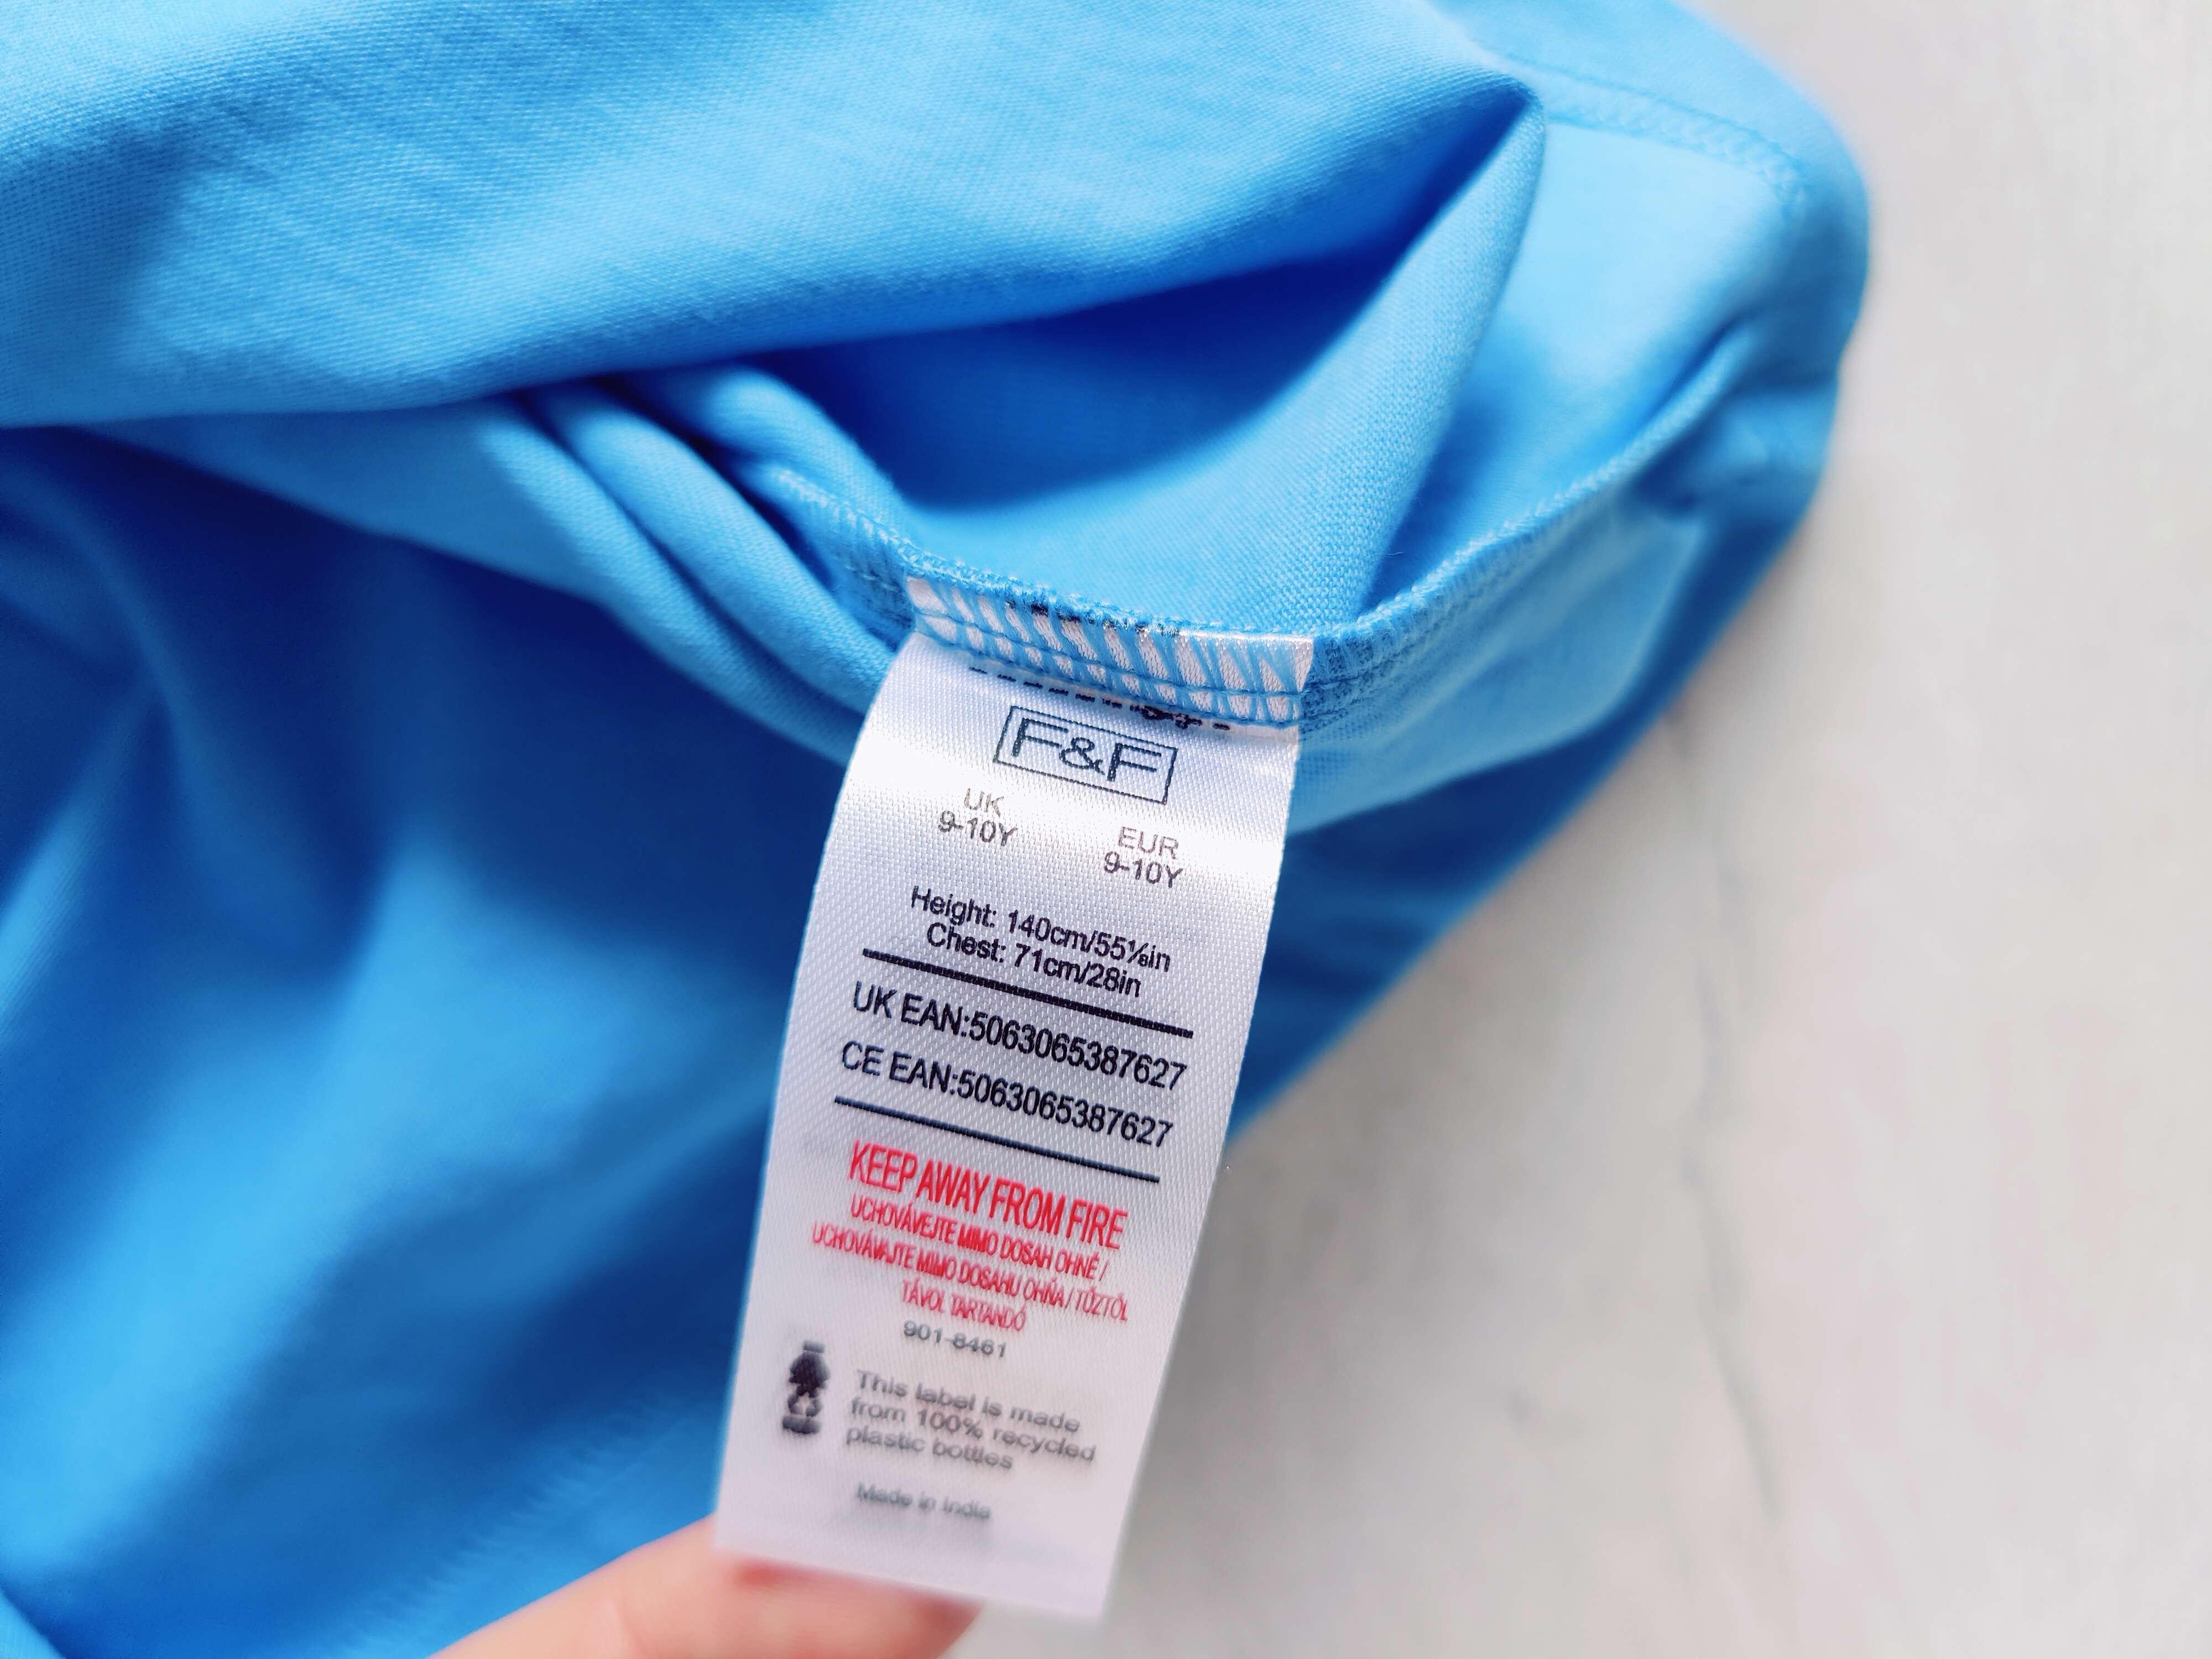 F&F
UK
9-10Y
EUR
9-10Y
Height: 140cm/55⅛in
Chest: 71cm/28in
UK EAN:5063065387627
CE EAN:5063065387627
KEEP AWAY FROM FIRE
UCHOVÁVEJTE MIMO DOSAH OHNĚ /
UCHOVÁVAJTE MIMO DOSAHU OHŇA / TŰZTŐL
TÁVOL TARTANDÓ
901-8461
This label is made
from 100% recycled
plastic bottles
Made in India